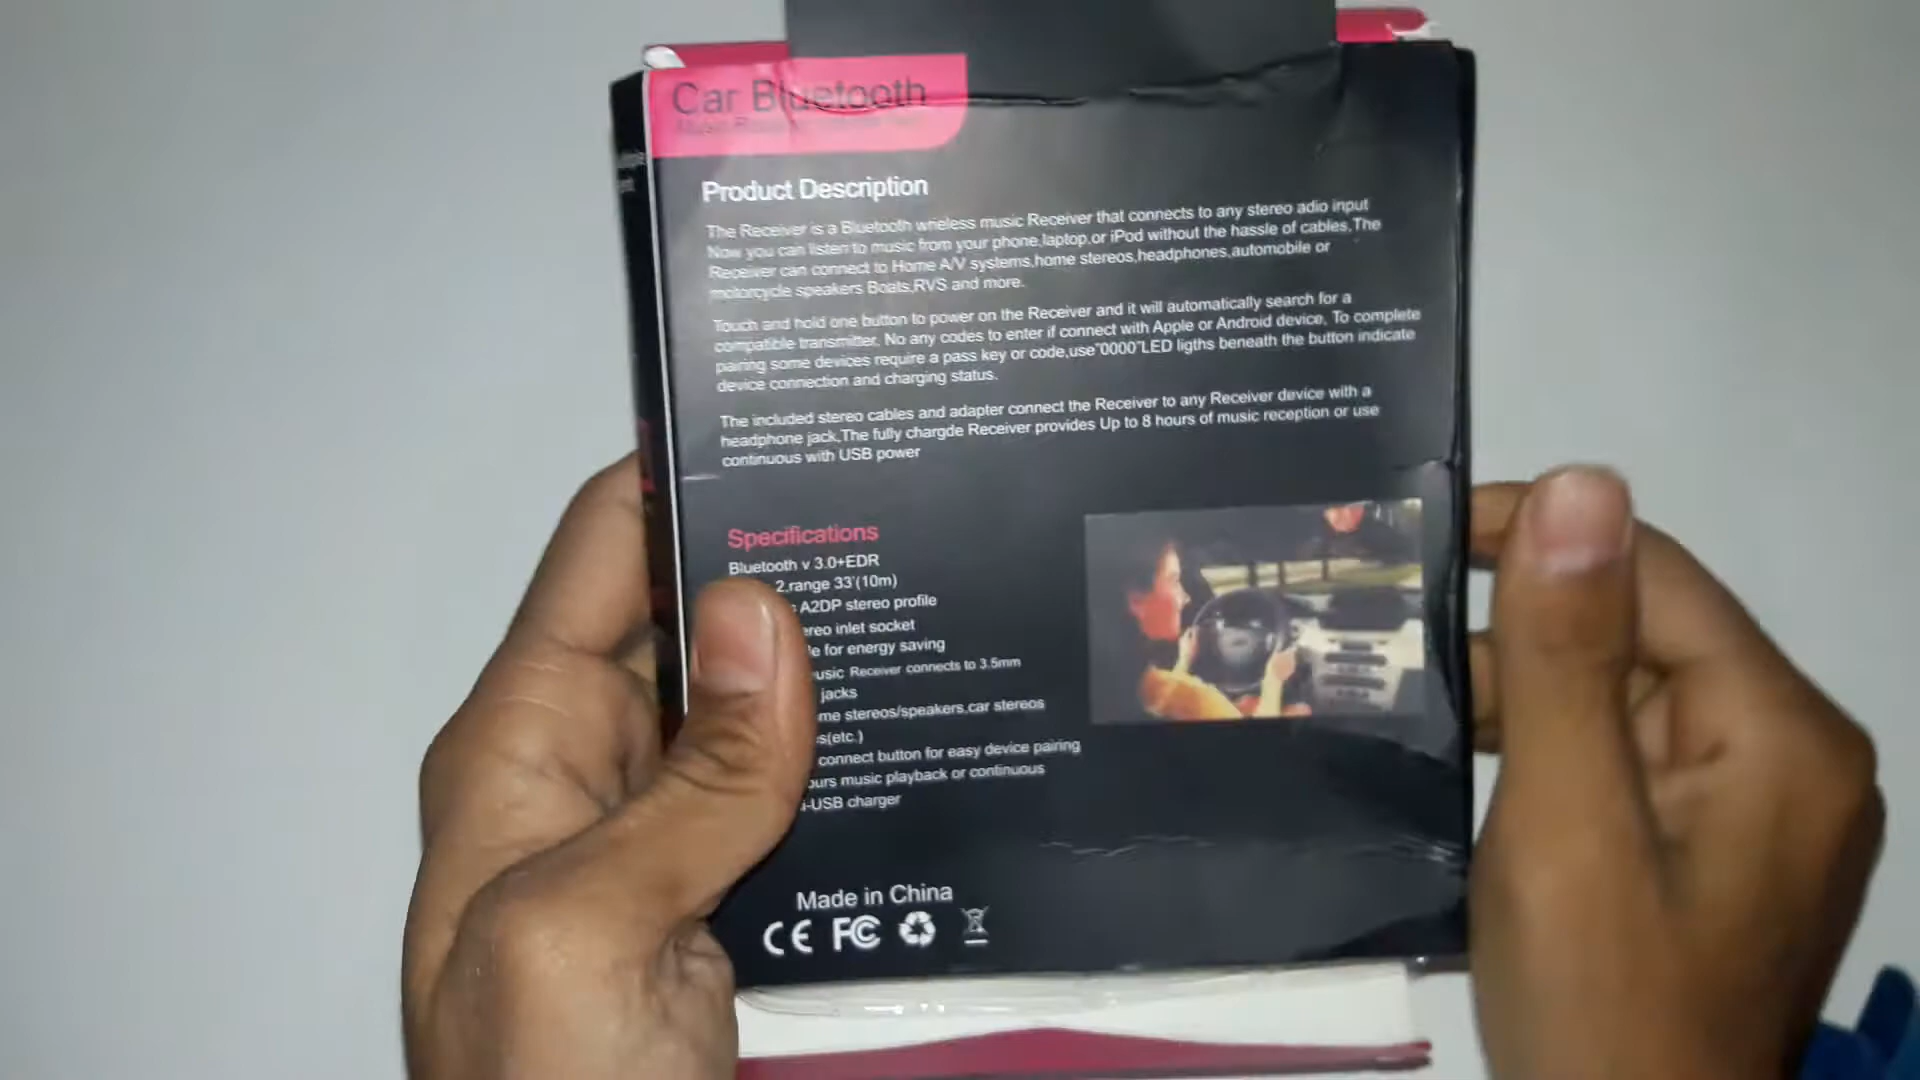 Car Bluetooth
Product Description
The Receiver is a Bluetooth wrieless music Receiver that connects to any stereo adio input
Now you can listen to music from your phone,laptop,or iPod without the hassle of cables,The
Receiver can connect to Home A/V systems,home stereos,headphones,automobile or
motorcycle speakers Boats,RVS and more.
Touch and hold one button to power on the Receiver and it will automatically search for a
compatible transmitter. No any codes to enter if connect with Apple or Android device, To complete
pairing some devices require a pass key or code,use"0000"LED ligths beneath the button indicate
device connection and charging status.
The included stereo cables and adapter connect the Receiver to any Receiver device with a
headphone jack,The fully chargde Receiver provides Up to 8 hours of music reception or use
continuous with USB power
Specifications
Bluetooth v 3.0+EDR
2,range 33'(10m)
A2DP stereo profile
ereo inlet socket
le for energy saving
usic Receiver connects to 3.5mm
jacks
me stereos/speakers,car stereos
s(etc.)
connect button for easy device pairing
ours music playback or continuous
i-USB charger
Made in China
CE FC